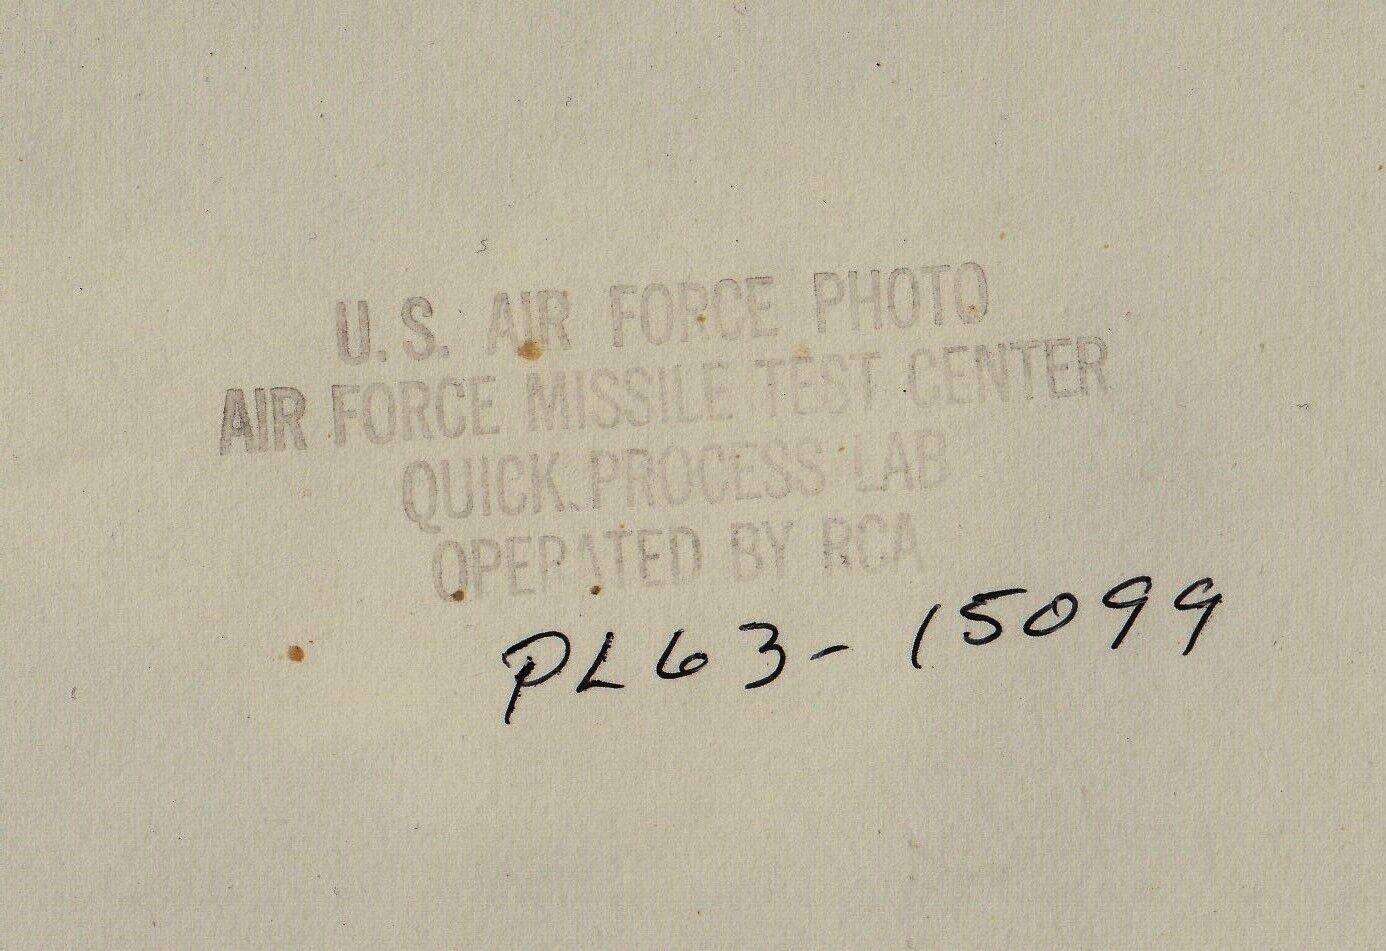 U.S. AIR FORCE PHOTO
AIR FORCE MISSILE TEST CENTER
QUICK PROCESS LAB
OPERATED BY RCA
PL63-15099